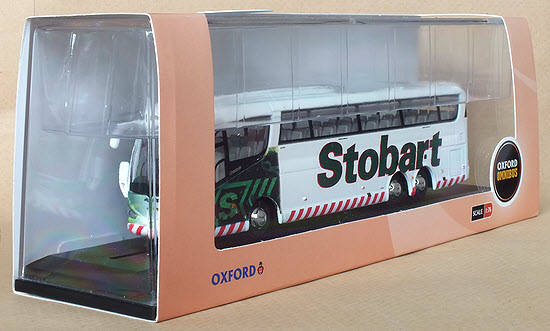 Stobart
S
OXFORD
OMNIBUS
SCALE 1:76
OXFORD